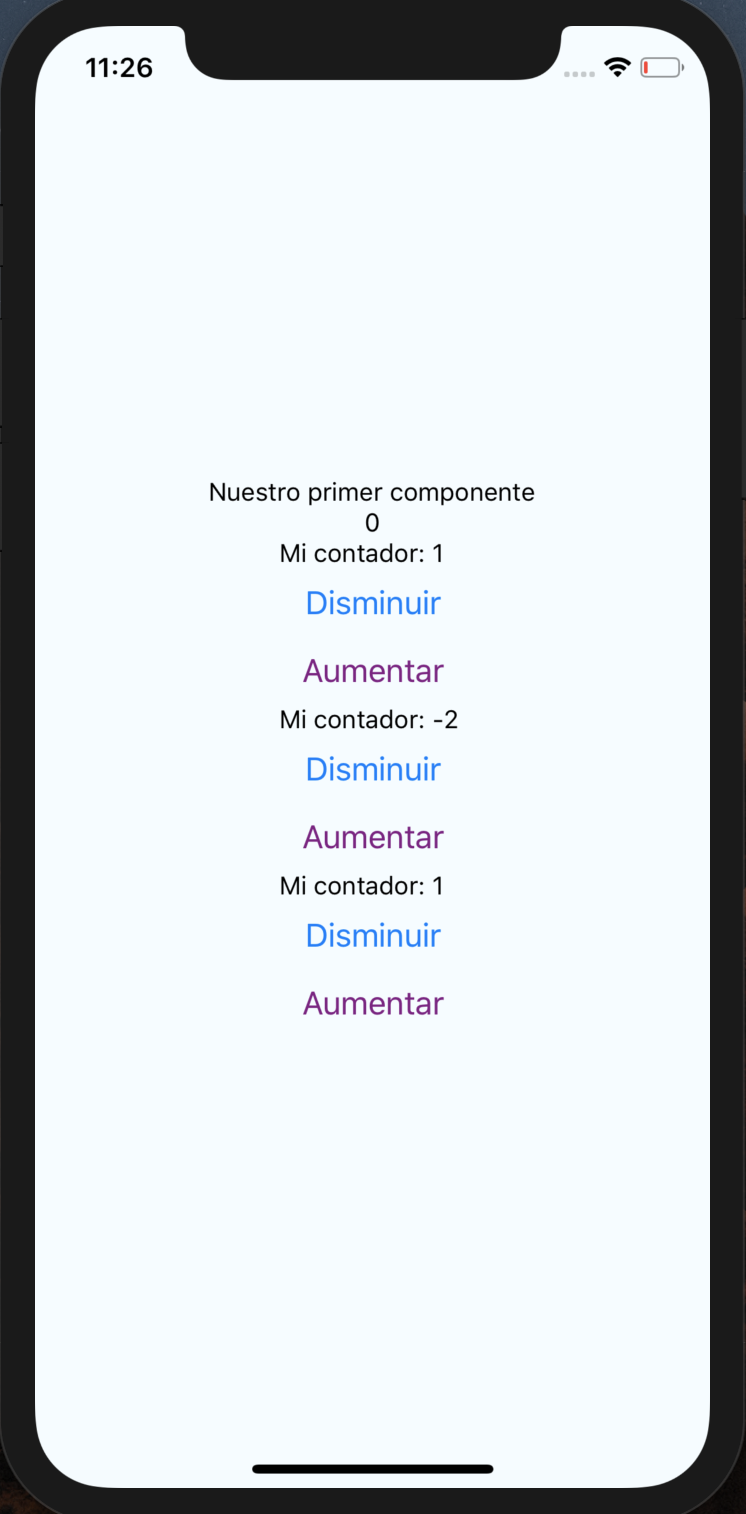 11:26
Nuestro primer componente
0
Mi contador: 1
Disminuir
Aumentar
Mi contador: -2
Disminuir
Aumentar
Mi contador: 1
Disminuir
Aumentar